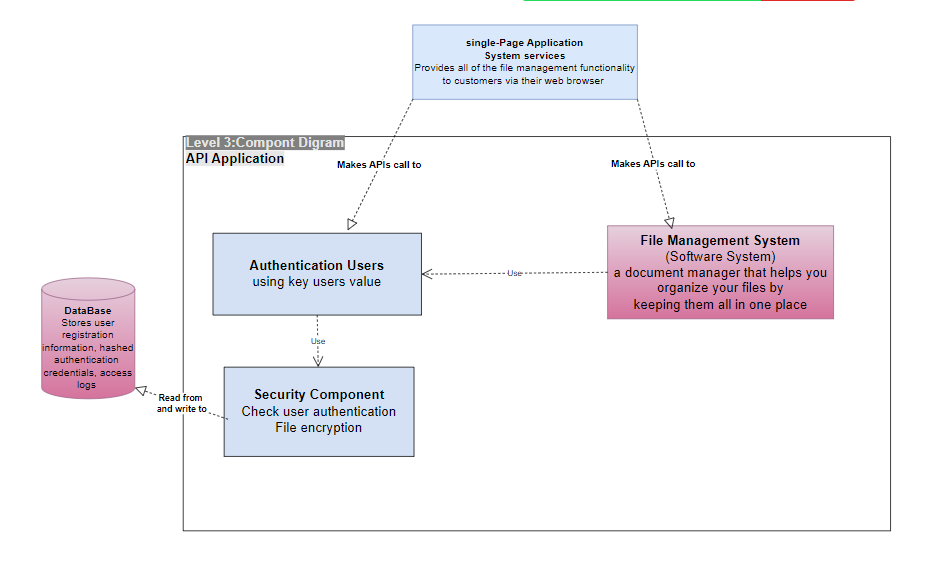 single-Page Application
System services
Provides all of the file management functionality
to customers via their web browser
Level 3:Compont Digram
API Application
Makes APIs call to
Makes APIs call to
Authentication Users
using key users value
Use
File Management System
(Software System)
a document manager that helps you
organize your files by
keeping them all in one place
DataBase
Stores user
registration
information, hashed
authentication
credentials, access
logs
Use
Read from
and write to
Security Component
Check user authentication
File encryption